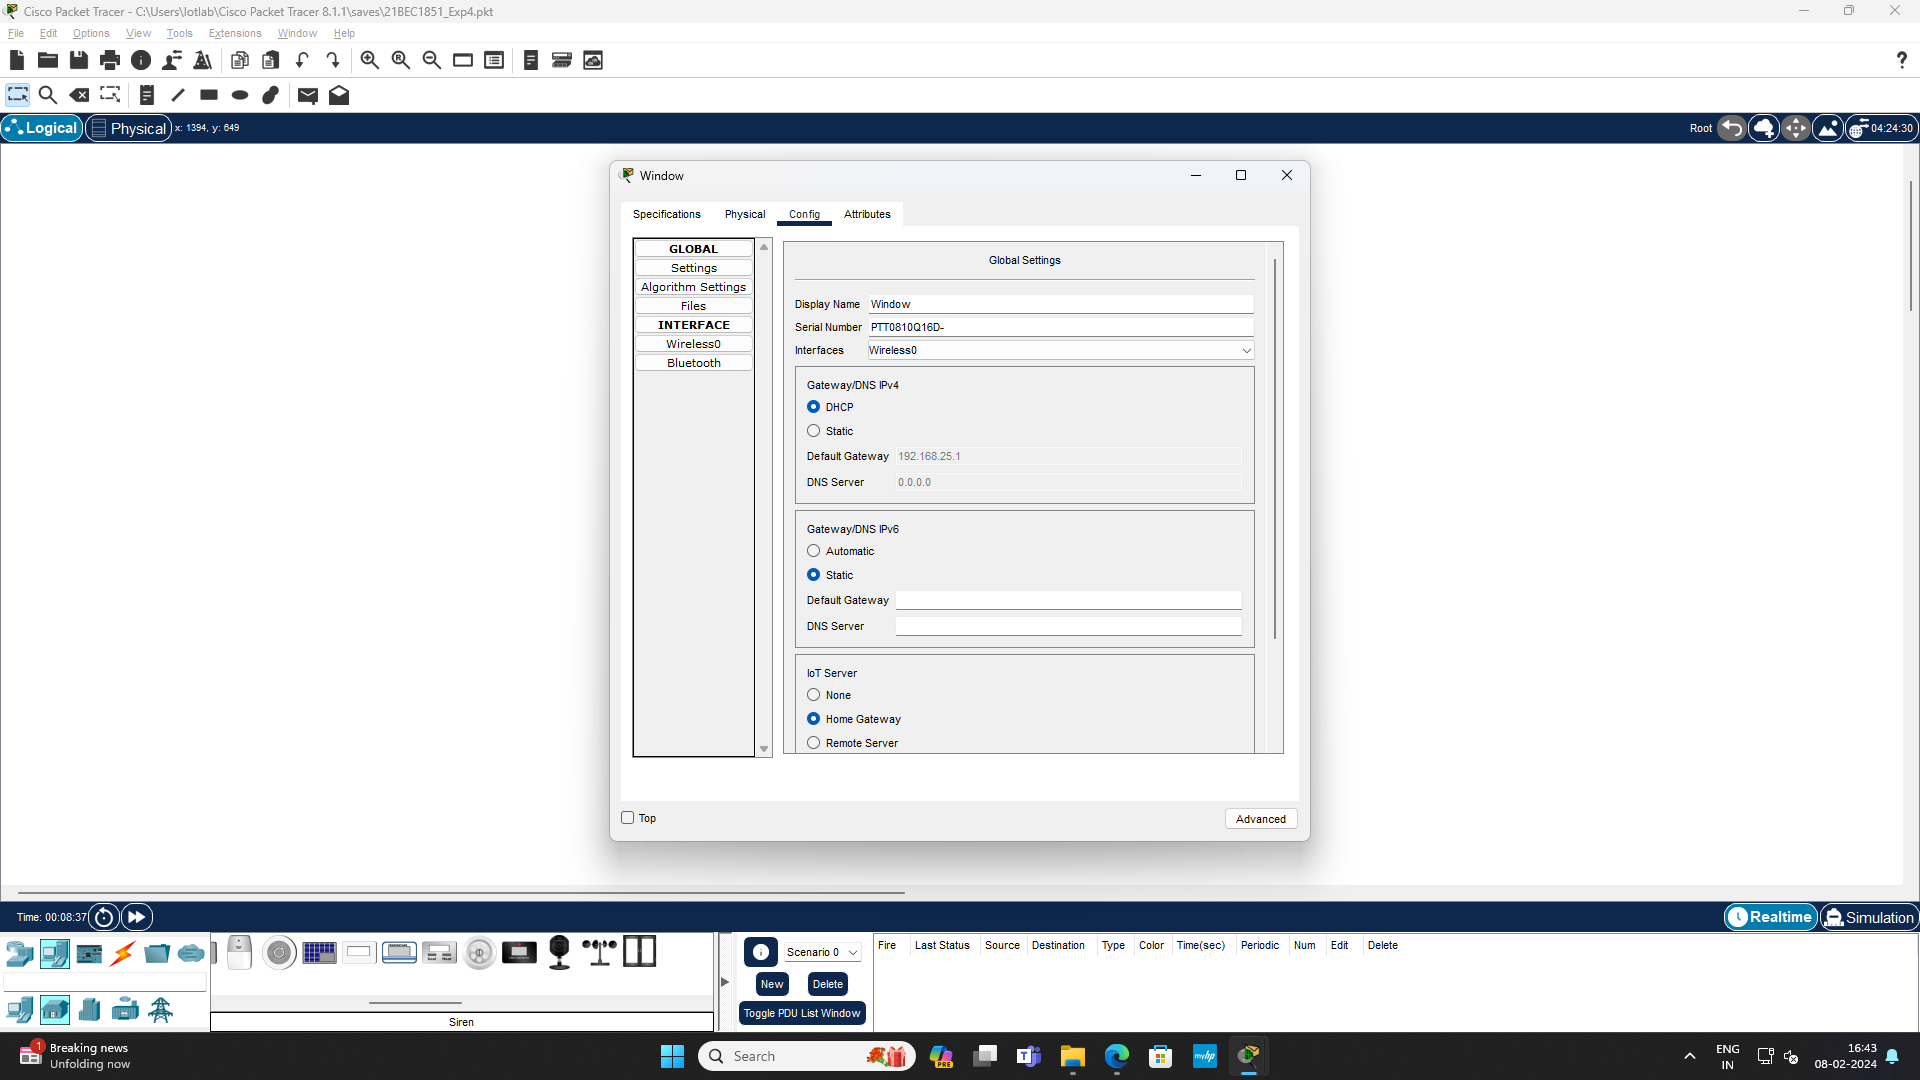 Cisco Packet Tracer - C:\Users\Iotlab\Cisco Packet Tracer 8.1.1\saves\21BEC1851_Exp4.pkt
File Edit Options View Tools Extensions Window Help
?
Logical Physical x: 1394, y: 649 Root 04:24:30
Window
Specifications Physical Config Attributes
GLOBAL
Settings
Algorithm Settings
Files
INTERFACE
Wireless0
Bluetooth
Global Settings
Display Name Window
Serial Number PTT0810Q16D-
Interfaces Wireless0
Gateway/DNS IPv4
DHCP
Static
Default Gateway 192.168.25.1
DNS Server 0.0.0.0
Gateway/DNS IPv6
Automatic
Static
Default Gateway
DNS Server
IoT Server
None
Home Gateway
Remote Server
Top Advanced
Time: 00:08:37 Realtime Simulation
Scenario 0
New Delete
Toggle PDU List Window
Fire Last Status Source Destination Type Color Time(sec) Periodic Num Edit Delete
Siren
1 Breaking news
Unfolding now
Search
PRE
myhp
ENG
IN
16:43
08-02-2024